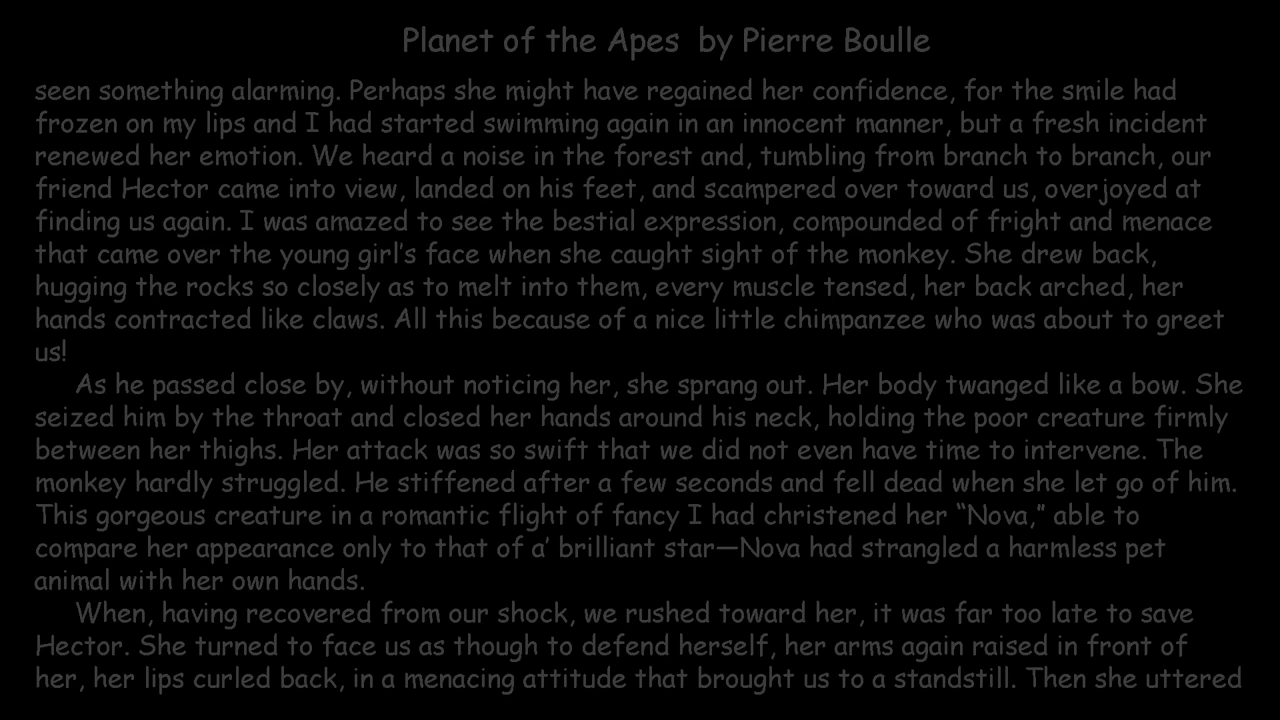 Planet of the Apes  by Pierre Boulle
seen something alarming. Perhaps she might have regained her confidence, for the smile had
frozen on my lips and I had started swimming again in an innocent manner, but a fresh incident
renewed her emotion. We heard a noise in the forest and, tumbling from branch to branch, our
friend Hector came into view, landed on his feet, and scampered over toward us, overjoyed at
finding us again. I was amazed to see the bestial expression, compounded of fright and menace
that came over the young girl's face when she caught sight of the monkey. She drew back,
hugging the rocks so closely as to melt into them, every muscle tensed, her back arched, her
hands contracted like claws. All this because of a nice little chimpanzee who was about to greet
us!
As he passed close by, without noticing her, she sprang out. Her body twanged like a bow. She
seized him by the throat and closed her hands around his neck, holding the poor creature firmly
between her thighs. Her attack was so swift that we did not even have time to intervene. The
monkey hardly struggled. He stiffened after a few seconds and fell dead when she let go of him.
This gorgeous creature in a romantic flight of fancy I had christened her “Nova,” able to
compare her appearance only to that of a’ brilliant star—Nova had strangled a harmless pet
animal with her own hands.
When, having recovered from our shock, we rushed toward her, it was far too late to save
Hector. She turned to face us as though to defend herself, her arms again raised in front of
her, her lips curled back, in a menacing attitude that brought us to a standstill. Then she uttered